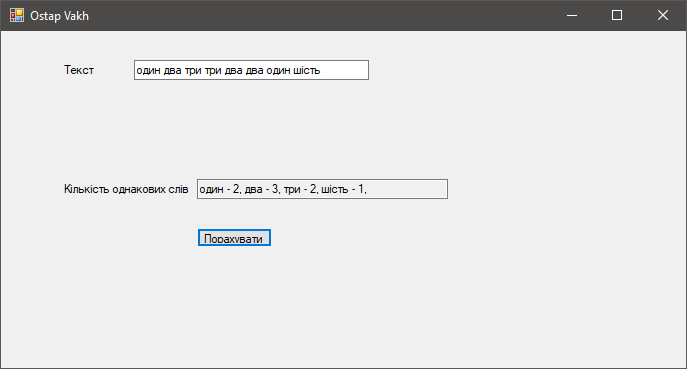 Ostap Vakh
Текст один два три три два два один шість
Кількість однакових слів один - 2, два - 3, три - 2, шість - 1,
Порахувати